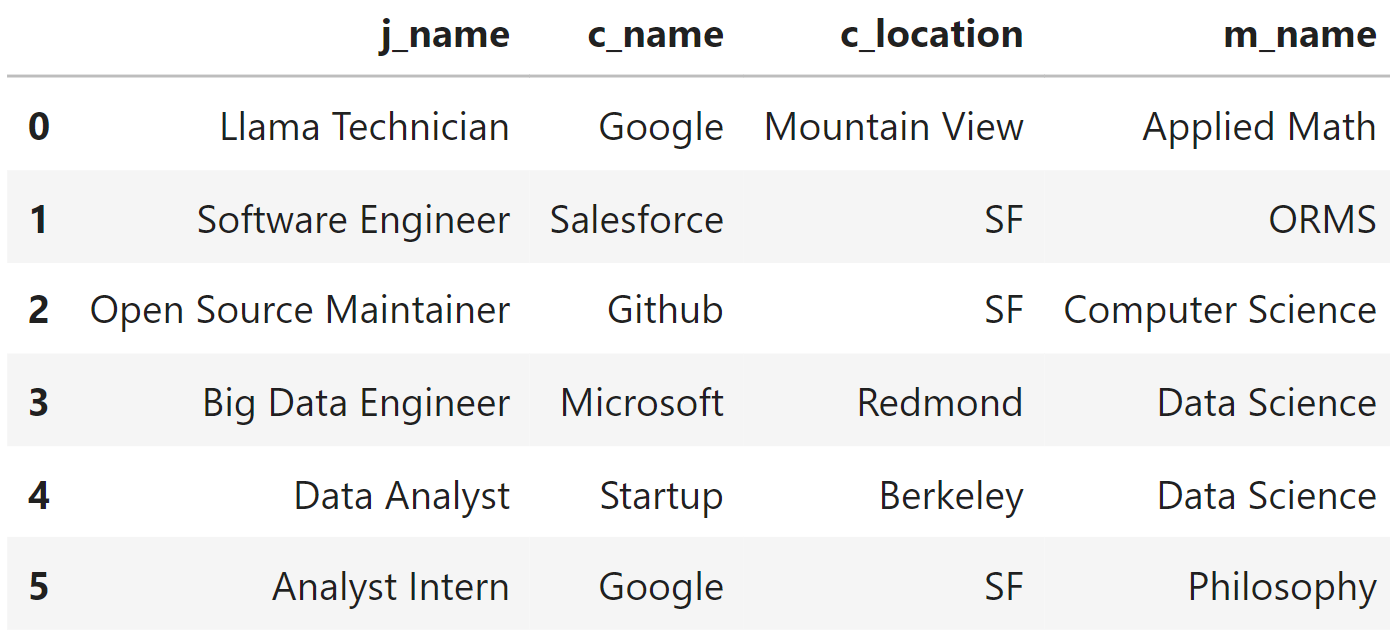 j_name c_name c_location m_name
0 Llama Technician Google Mountain View Applied Math
1 Software Engineer Salesforce SF ORMS
2 Open Source Maintainer Github SF Computer Science
3 Big Data Engineer Microsoft Redmond Data Science
4 Data Analyst Startup Berkeley Data Science
5 Analyst Intern Google SF Philosophy